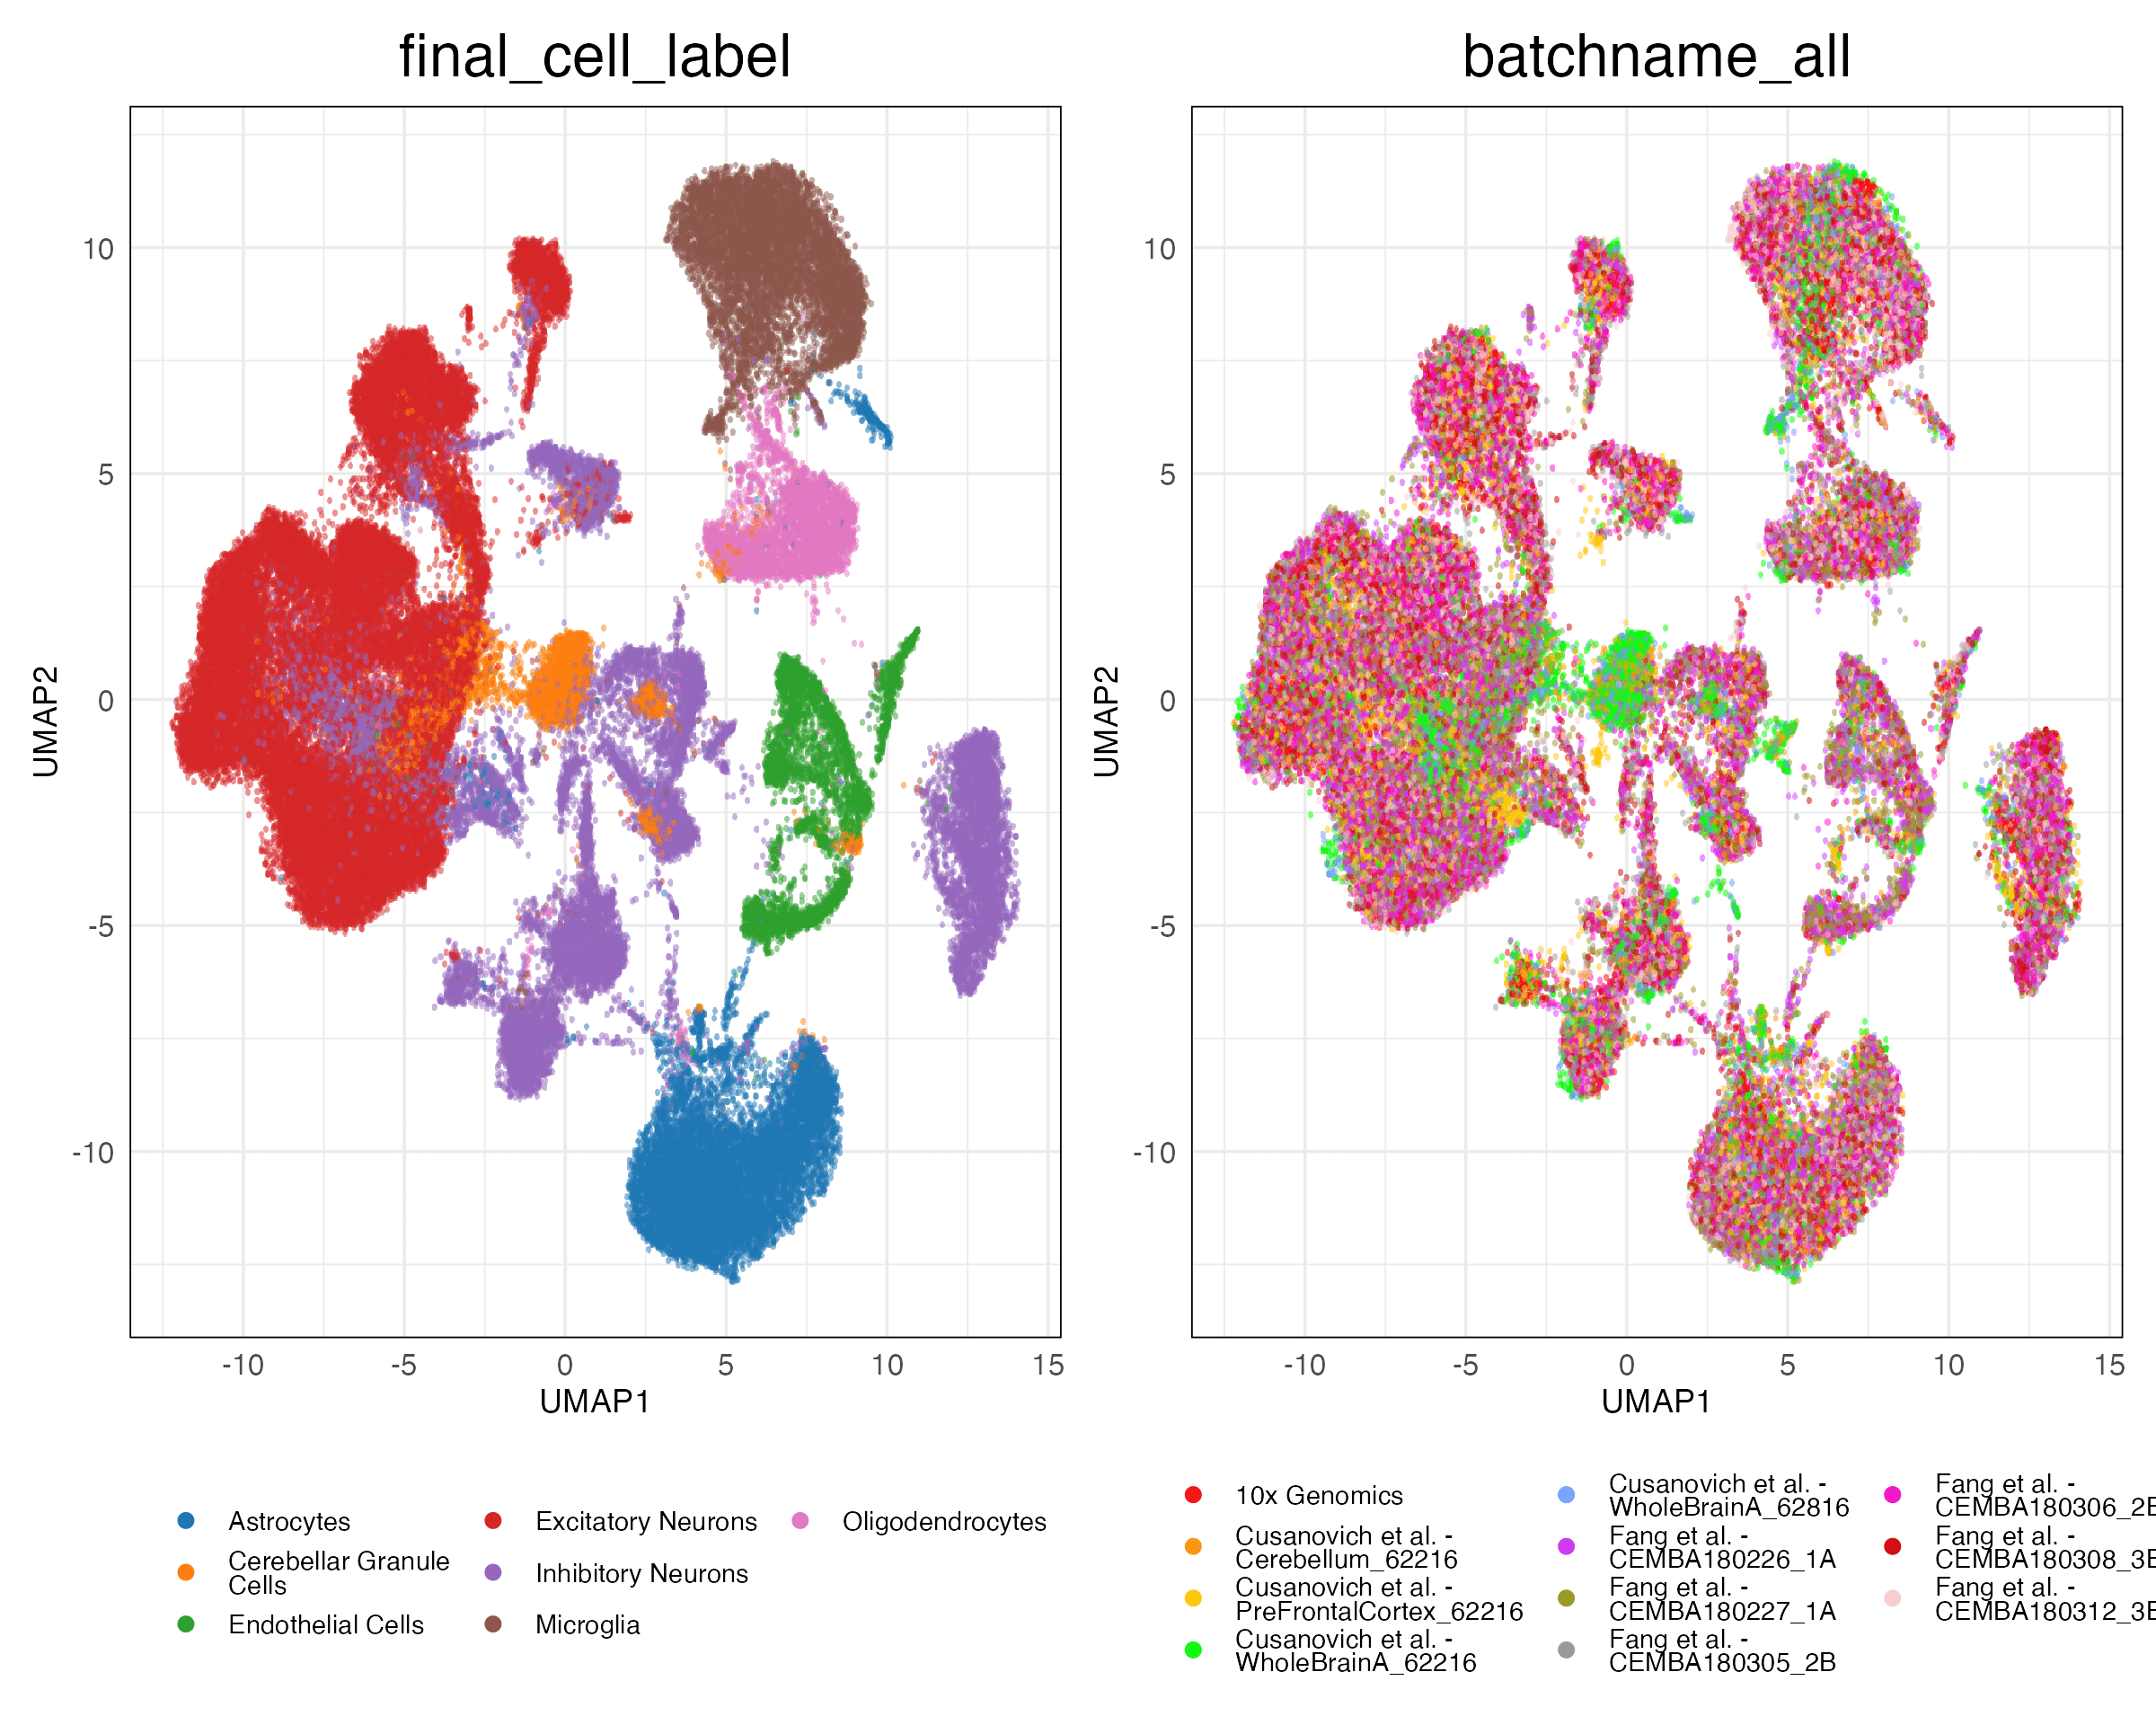 final_cell_label
batchname_all
10
5
0
-5
-10
UMAP2
-10
-5
0
5
10
15
UMAP1
10
5
0
-5
-10
UMAP2
-10
-5
0
5
10
15
UMAP1
Astrocytes
Cerebellar Granule
Cells
Endothelial Cells
Excitatory Neurons
Inhibitory Neurons
Microglia
Oligodendrocytes
10x Genomics
Cusanovich et al. -
Cerebellum_62216
Cusanovich et al. -
PreFrontalCortex_62216
Cusanovich et al. -
WholeBrainA_62216
Cusanovich et al. -
WholeBrainA_62816
Fang et al. -
CEMBA180226_1A
Fang et al. -
CEMBA180227_1A
Fang et al. -
CEMBA180305_2B
Fang et al. -
CEMBA180306_2
Fang et al. -
CEMBA180308_3
Fang et al. -
CEMBA180312_3